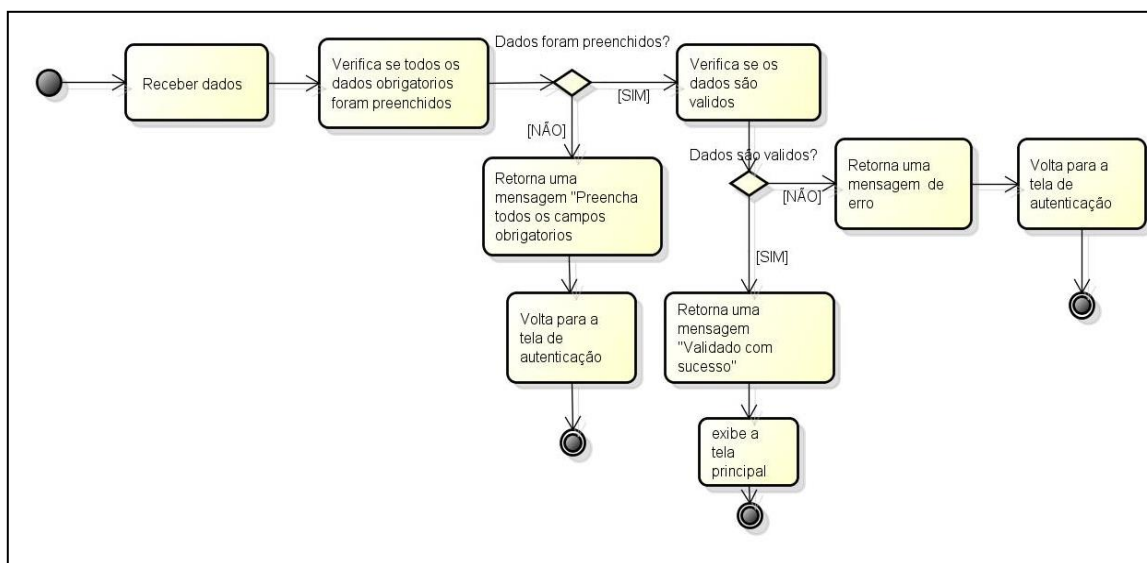 Receber dados
Verifica se todos os
dados obrigatorios
foram preenchidos
Dados foram preenchidos?
[SIM]
[NÃO]
Verifica se os
dados são
validos
Retorna uma
mensagem "Preencha
todos os campos
obrigatorios
Volta para a
tela de
autenticação
Dados são validos?
[NÃO]
[SIM]
Retorna uma
mensagem de
erro
Volta para a
tela de
autenticação
Retorna uma
mensagem
"Validado com
sucesso"
exibe a
tela
principal